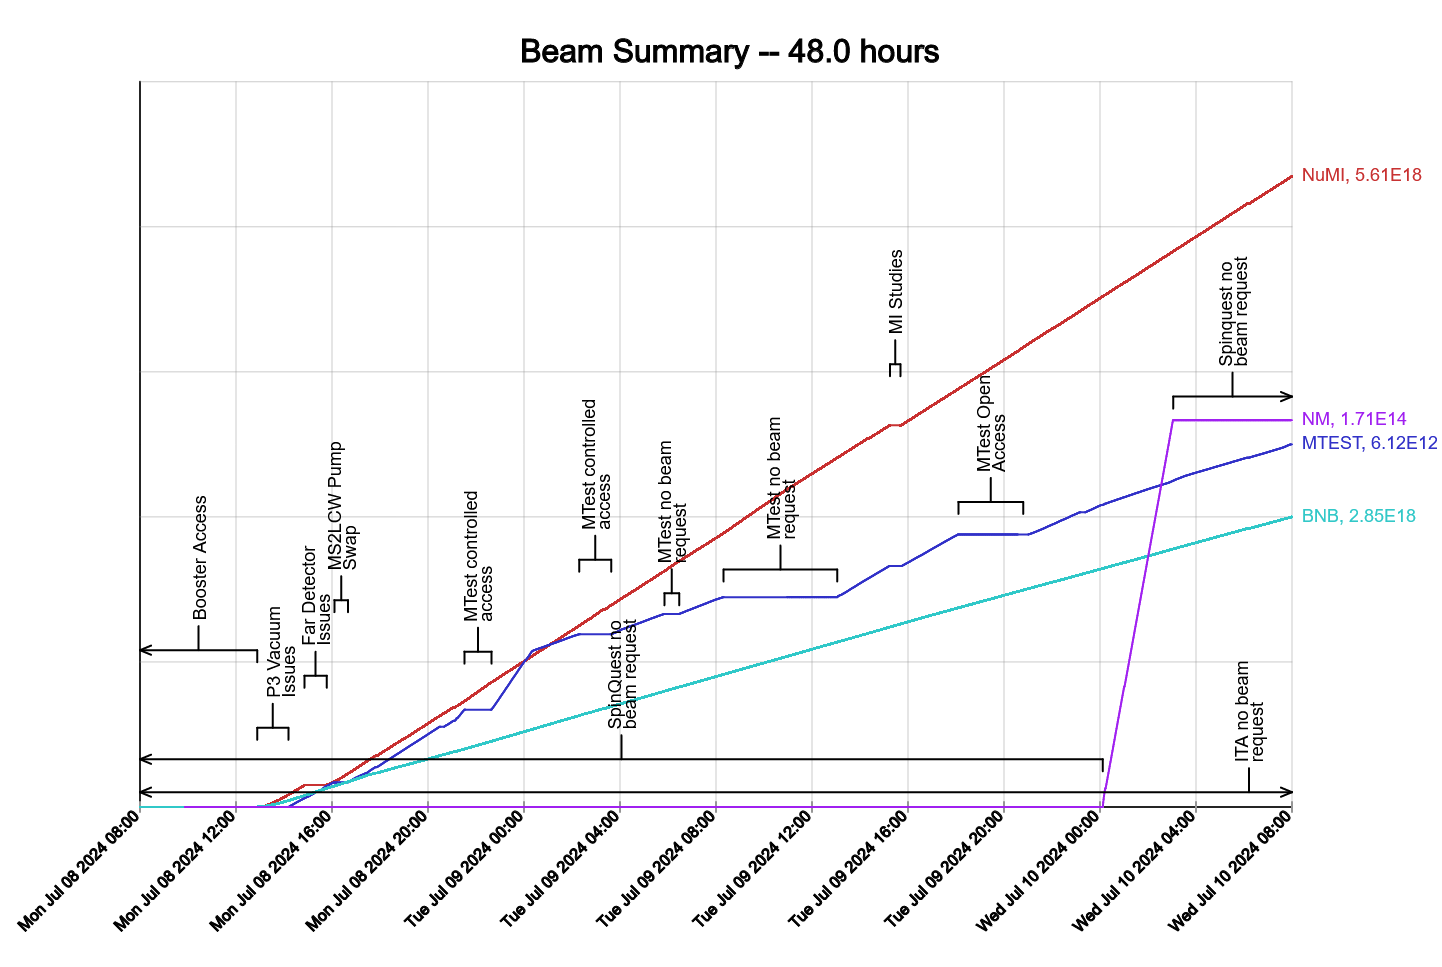 Beam Summary -- 48.0 hours
NuMI, 5.61E18
MI Studies
Spinquest no
beam request
MTest Open
Access
MTest controlled
access
NM, 1.71E14
MTest no beam
request
MTEST, 6.12E12
MS2LCW Pump
Swap
MTest no beam
request
MTest controlled
access
Booster Access
BNB, 2.85E18
Far Detector
Issues
P3 Vacuum
Issues
SpinQuest no
beam request
ITA no beam
request
Mon Jul 08 2024 08:00
Mon Jul 08 2024 12:00
Mon Jul 08 2024 16:00
Mon Jul 08 2024 20:00
Tue Jul 09 2024 00:00
Tue Jul 09 2024 04:00
Tue Jul 09 2024 08:00
Tue Jul 09 2024 12:00
Tue Jul 09 2024 16:00
Tue Jul 09 2024 20:00
Wed Jul 10 2024 00:00
Wed Jul 10 2024 04:00
Wed Jul 10 2024 08:00